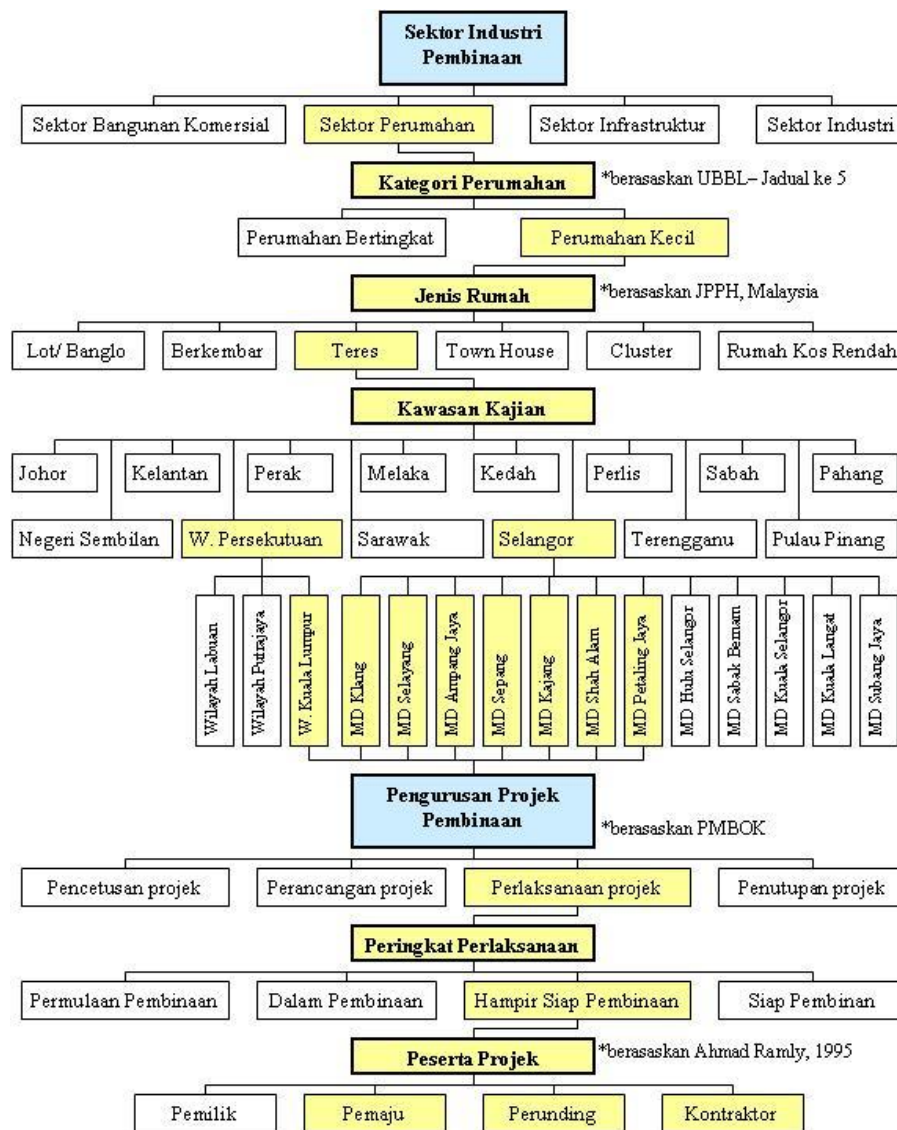 Sektor Industri
Pembinaan
Sektor Bangunan Komersial
Sektor Perumahan
Sektor Infrastruktur
Sektor Industri
Kategori Perumahan
*berasaskan UBBL– Jadual ke 5
Perumahan Bertingkat
Perumahan Kecil
Jenis Rumah
*berasaskan JPPH, Malaysia
Lot/ Banglo
Berkembar
Teres
Town House
Cluster
Rumah Kos Rendah
Kawasan Kajian
Johor
Kelantan
Perak
Melaka
Kedah
Perlis
Sabah
Pahang
Negeri Sembilan
W. Persekutuan
Sarawak
Selangor
Terengganu
Pulau Pinang
Wilayah Labuan
Wilayah Putrajaya
W. Kuala Lumpur
MD Klang
MD Selayang
MD Ampang Jaya
MD Sepang
MD Kajang
MD Shah Alam
MD Petaling Jaya
MD Hulu Selangor
MD Sabak Bernam
MD Kuala Selangor
MD Kuala Langat
MD Subang Jaya
Pengurusan Projek
Pembinaan
*berasaskan PMBOK
Pencetusan projek
Perancangan projek
Perlaksanaan projek
Penutupan projek
Peringkat Perlaksanaan
Permulaan Pembinaan
Dalam Pembinaan
Hampir Siap Pembinaan
Siap Pembinan
Peserta Projek
*berasaskan Ahmad Ramly, 1995
Pemilik
Pemaju
Perunding
Kontraktor